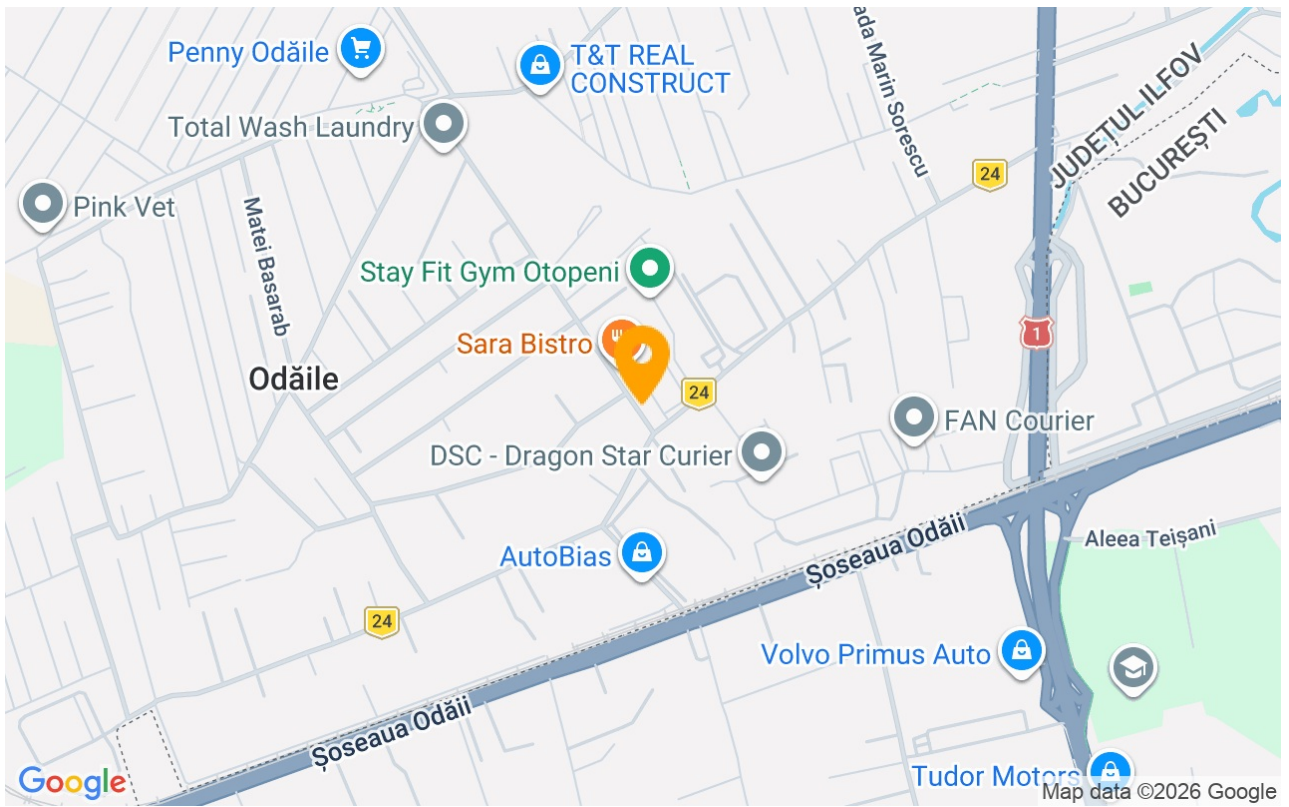 Penny Odăile
T&T REAL
CONSTRUCT
ada Marin Sorescu
JUDEȚUL ILFOV
BUCUREȘTI
Total Wash Laundry
24
Pink Vet
Matei Basarab
Stay Fit Gym Otopeni
Sara Bistro
1
Odăile
24
FAN Courier
DSC - Dragon Star Curier
Șoseaua Odăii
Aleea Teișani
AutoBias
24
Volvo Primus Auto
Șoseaua Odăii
Google
Tudor Motors
Map data ©2026 Google